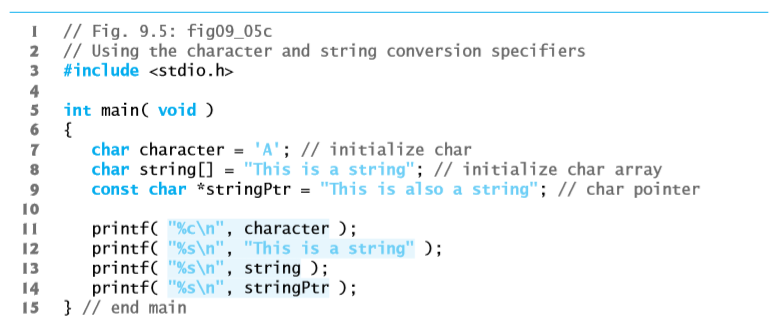 1 // Fig. 9.5: fig09_05c
2 // Using the character and string conversion specifiers
3 #include <stdio.h>
4
5 int main( void )
6 {
7 char character = 'A'; // initialize char
8 char string[] = "This is a string"; // initialize char array
9 const char *stringPtr = "This is also a string"; // char pointer
10
11 printf( "%c\n", character );
12 printf( "%s\n", "This is a string" );
13 printf( "%s\n", string );
14 printf( "%s\n", stringPtr );
15 } // end main